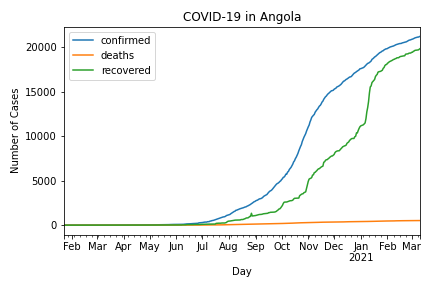 COVID-19 in Angola
confirmed
deaths
recovered
Number of Cases
20000
15000
10000
5000
0
Feb Mar Apr May Jun Jul Aug Sep Oct Nov Dec Jan Feb Mar
2021
Day